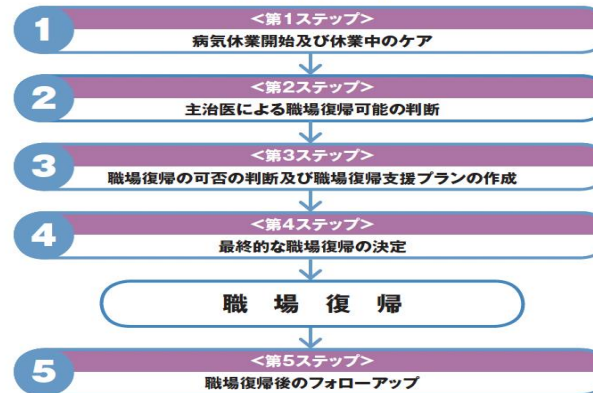 1
<第1ステップ>
病気休業開始及び休業中のケア
2
<第2ステップ>
主治医による職場復帰可能の判断
3
<第3ステップ>
職場復帰の可否の判断及び職場復帰支援プランの作成
4
<第4ステップ>
最終的な職場復帰の決定
職場復帰
5
<第5ステップ>
職場復帰後のフォローアップ